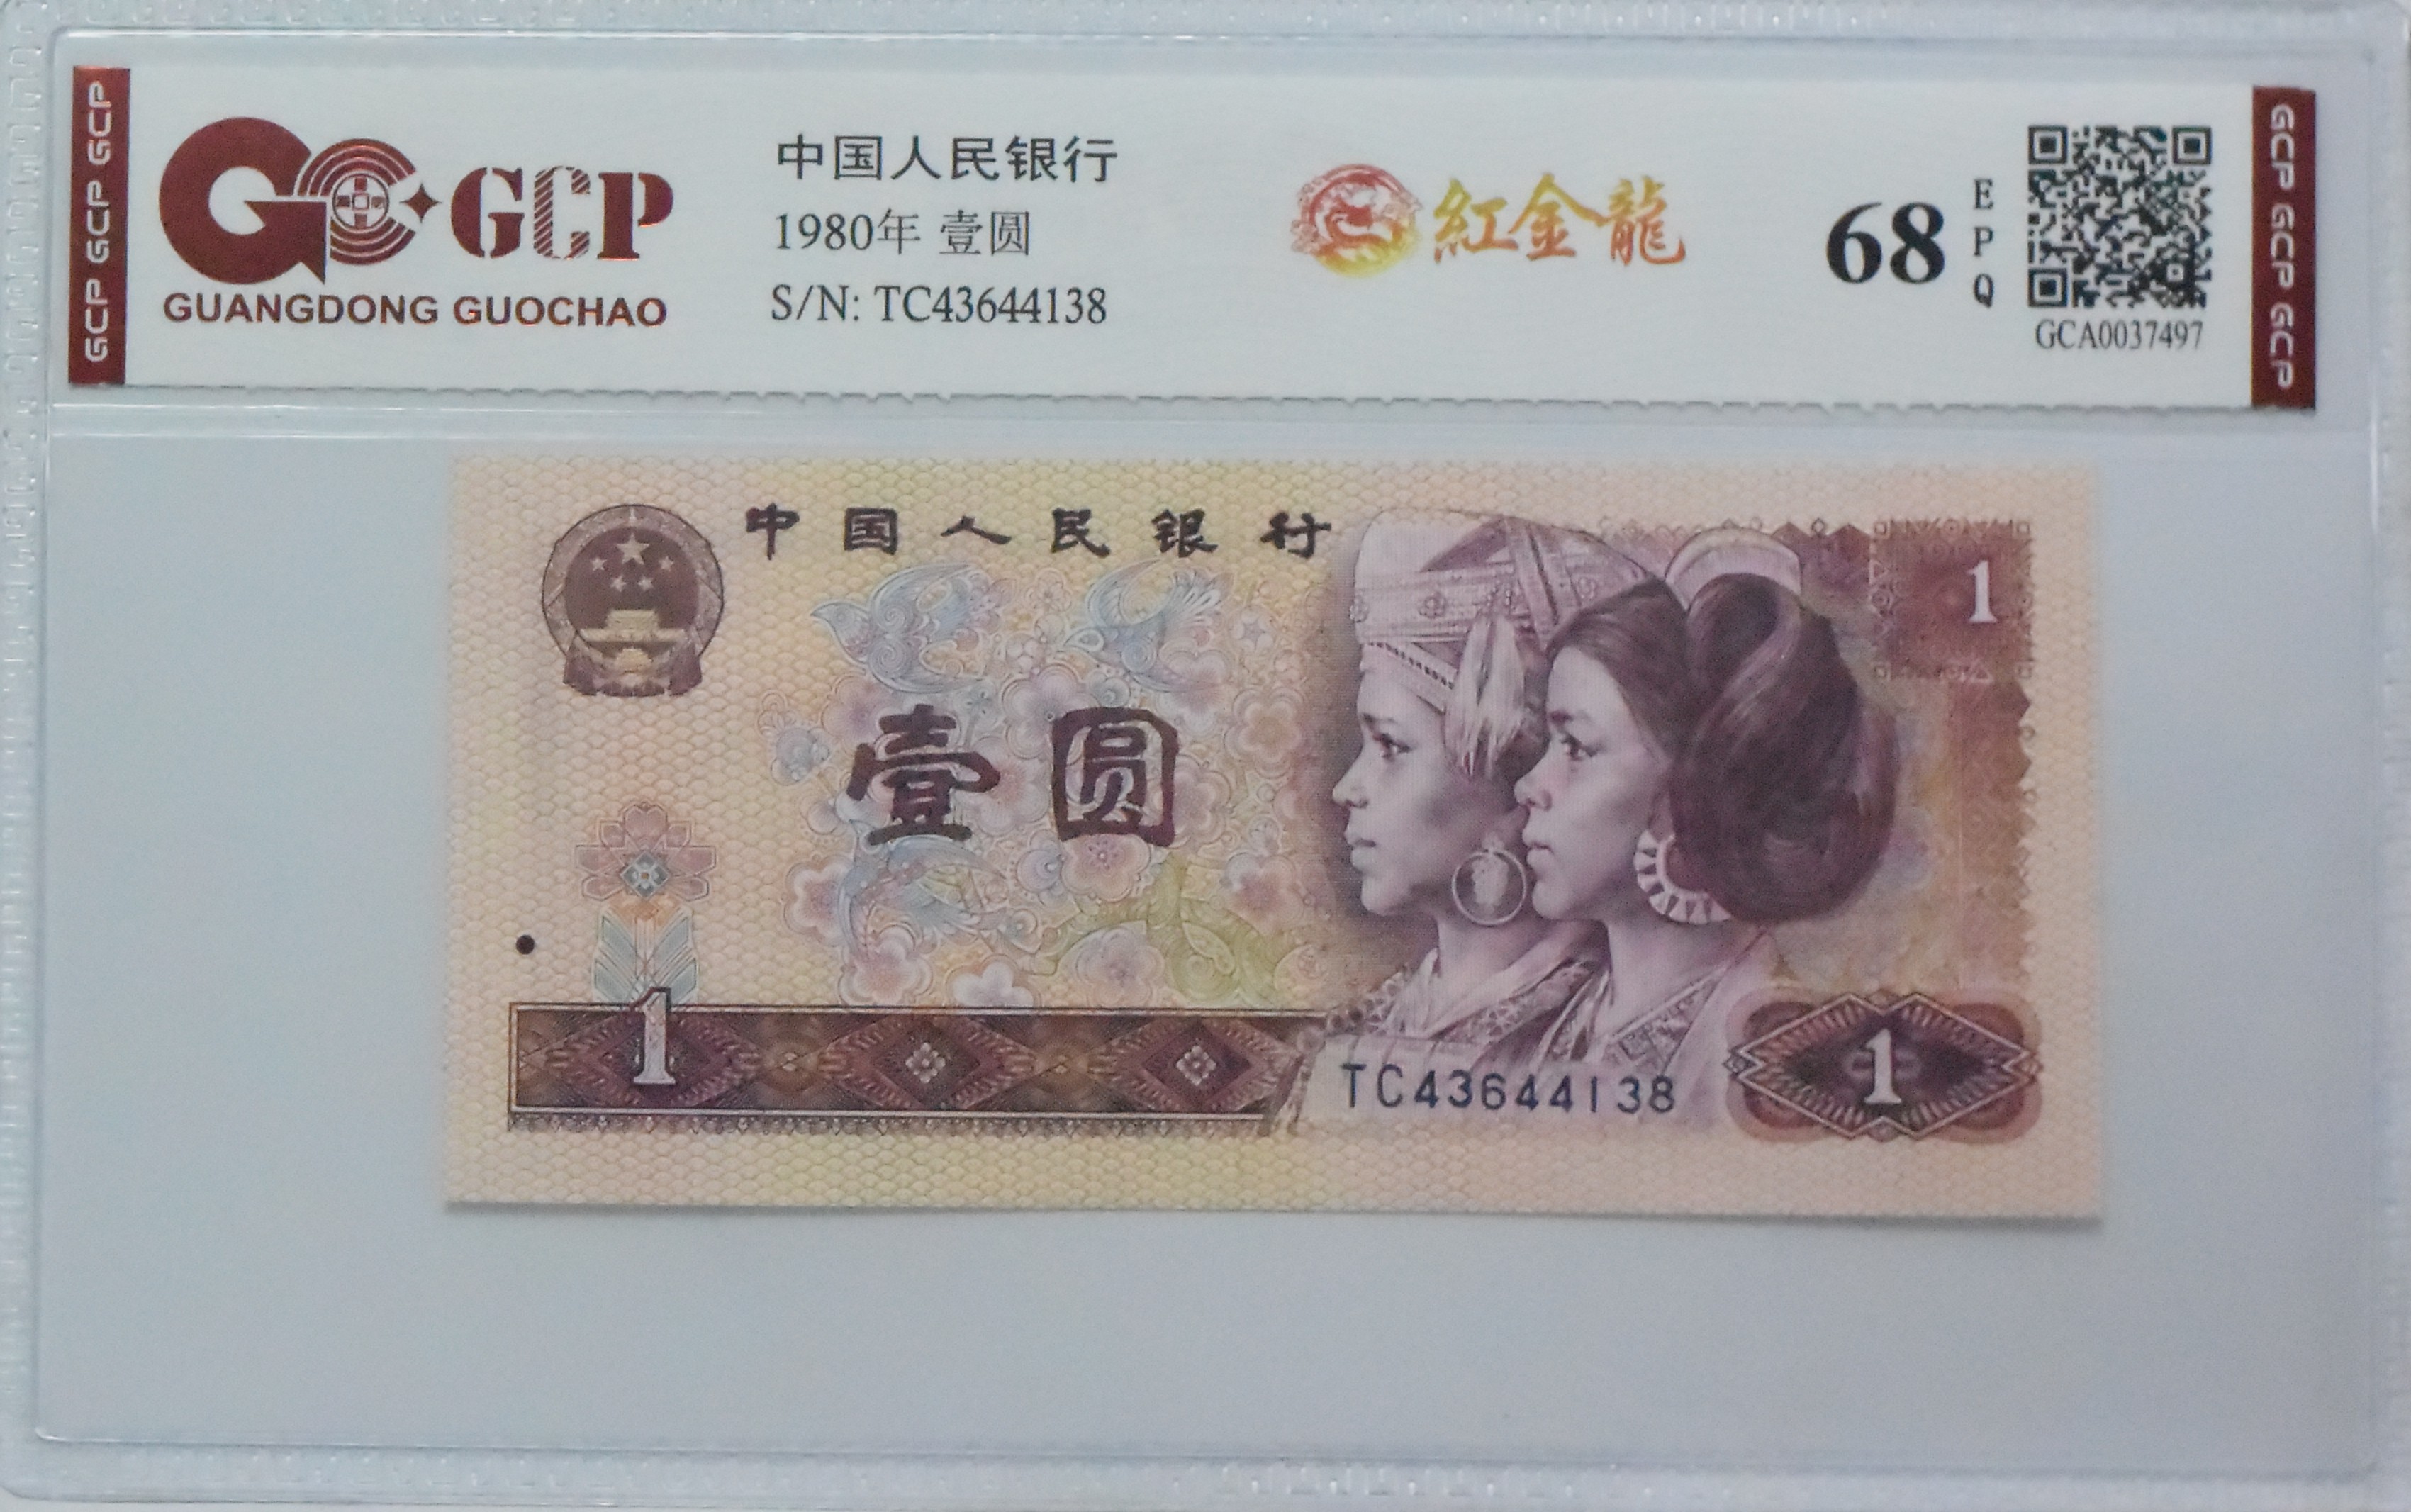 GCP GCP GCP
GCP
GUANGDONG GUOCHAO
中国人民银行
1980年 壹圆
S/N: TC43644138
紅金龍
68
EPQ
GCA0037497
GCP GCP GCP
中国人民银行
1
壹圆
1
TC43644138
1